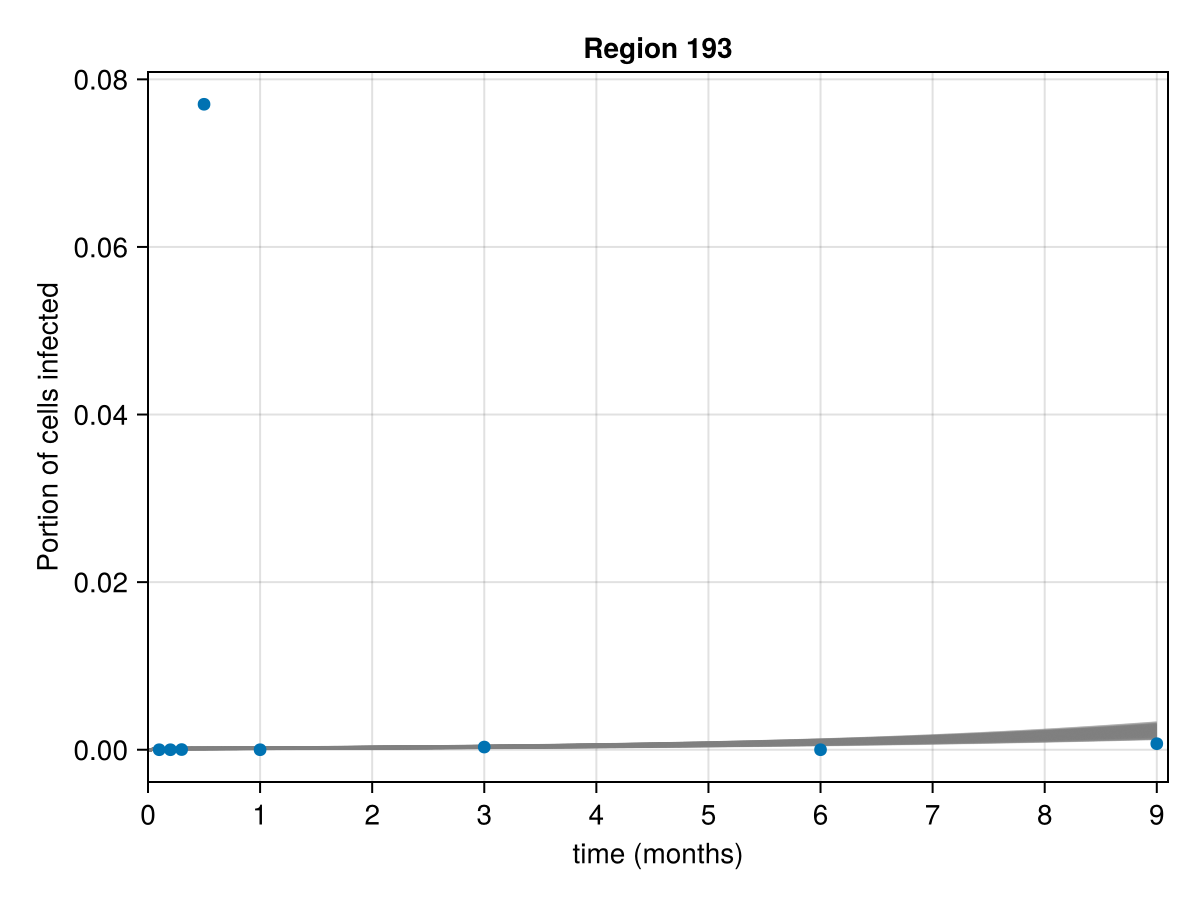 Region 193
0.08
0.06
0.04
0.02
0.00
Portion of cells infected
0 1 2 3 4 5 6 7 8 9
time (months)